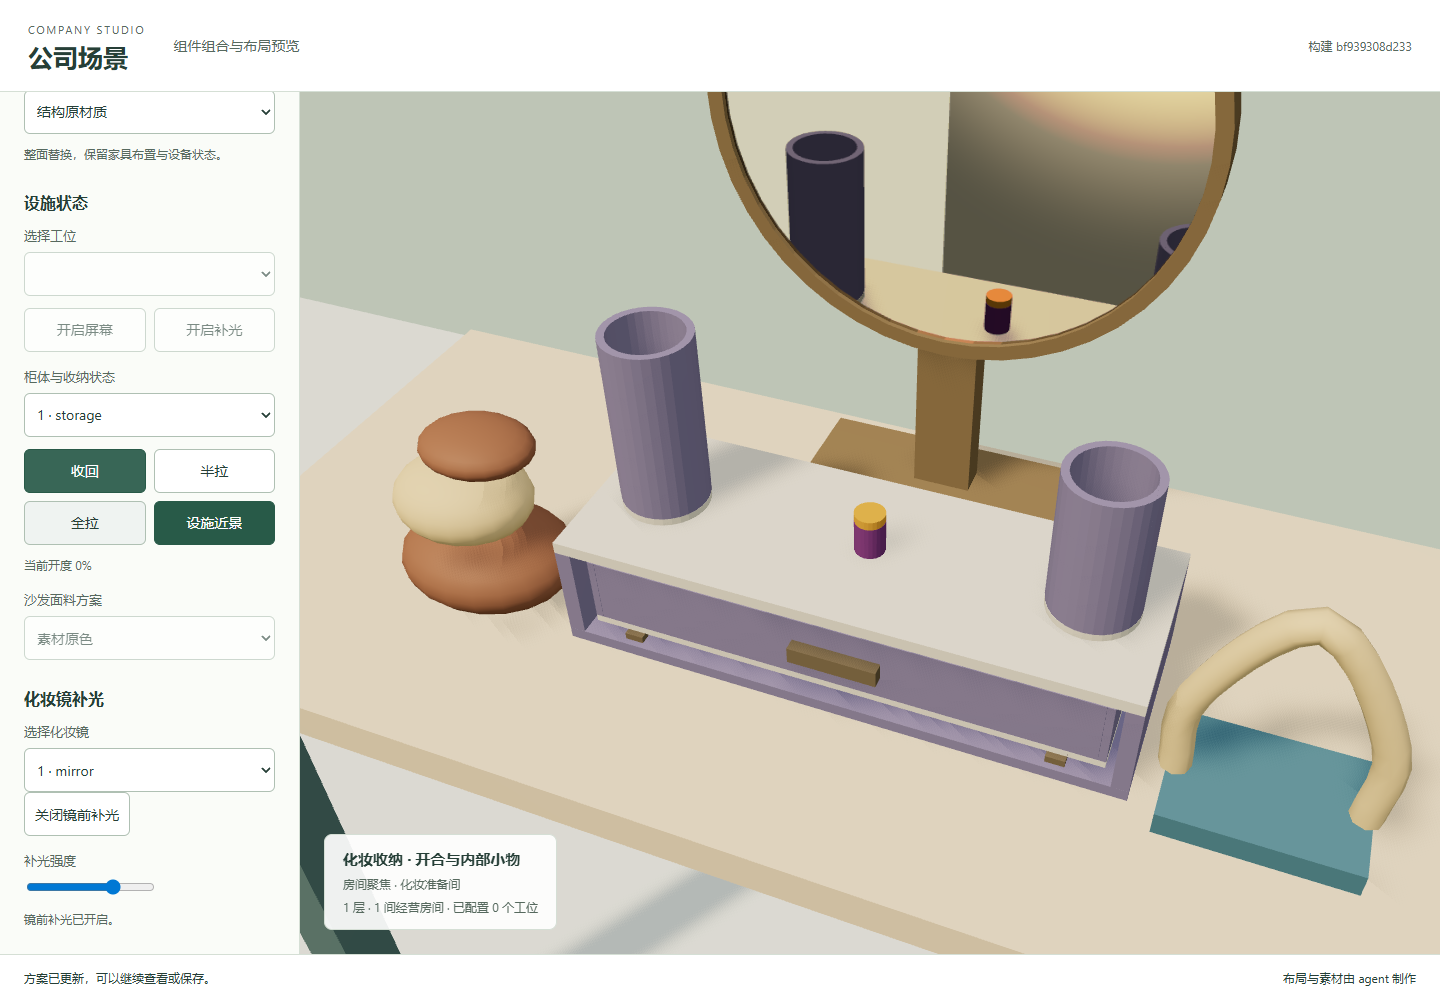 COMPANY STUDIO
公司场景
组件组合与布局预览
构建 bf939308d233
结构原材质
整面替换，保留家具布置与设备状态。
设施状态
选择工位
开启屏幕
开启补光
柜体与收纳状态
1 · storage
收回
半拉
全拉
设施近景
当前开度 0%
沙发面料方案
素材原色
化妆镜补光
选择化妆镜
1 · mirror
关闭镜前补光
补光强度
镜前补光已开启。
化妆收纳 · 开合与内部小物
房间聚焦 · 化妆准备间
1 层 · 1 间经营房间 · 已配置 0 个工位
方案已更新，可以继续查看或保存。
布局与素材由 agent 制作